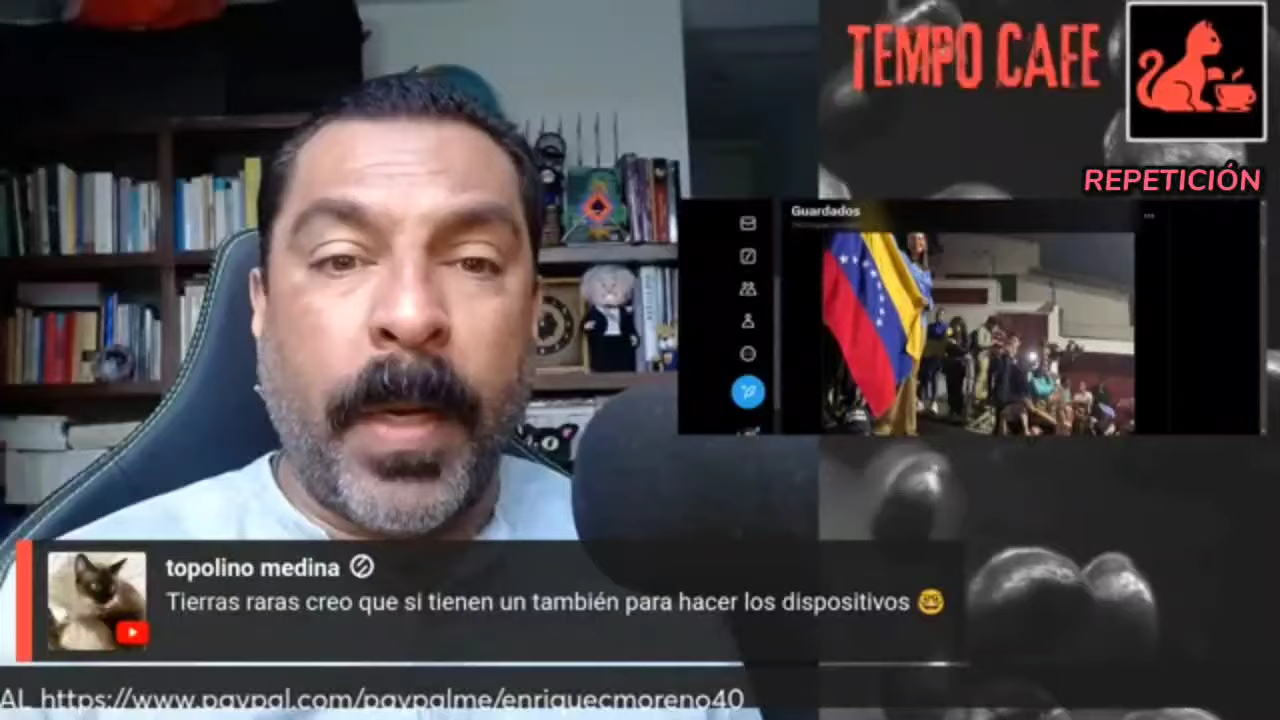 TEMPO CAFE
REPETICIÓN
Guardados
topolino medina
Tierras raras creo que si tienen un también para hacer los dispositivos 🤓
AL https://www.paypal.com/paypalme/enriquecmoreno40